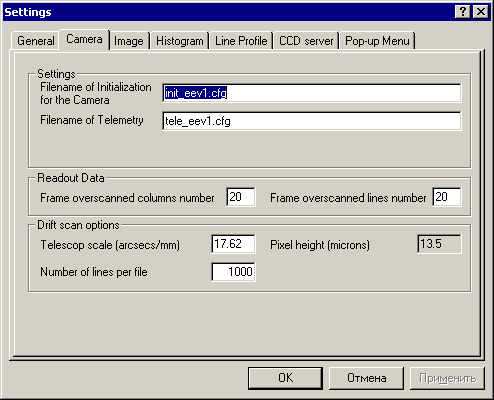 Settings
General Camera Image Histogram Line Profile CCD server Pop-up Menu
Settings
Filename of Initialization
for the Camera
init_eev1.cfg
Filename of Telemetry
tele_eev1.cfg
Readout Data
Frame overscanned columns number 20 Frame overscanned lines number 20
Drift scan options
Telescop scale (arcsecs/mm) 17.62 Pixel height (microns) 13.5
Number of lines per file 1000
OK Отмена Применить